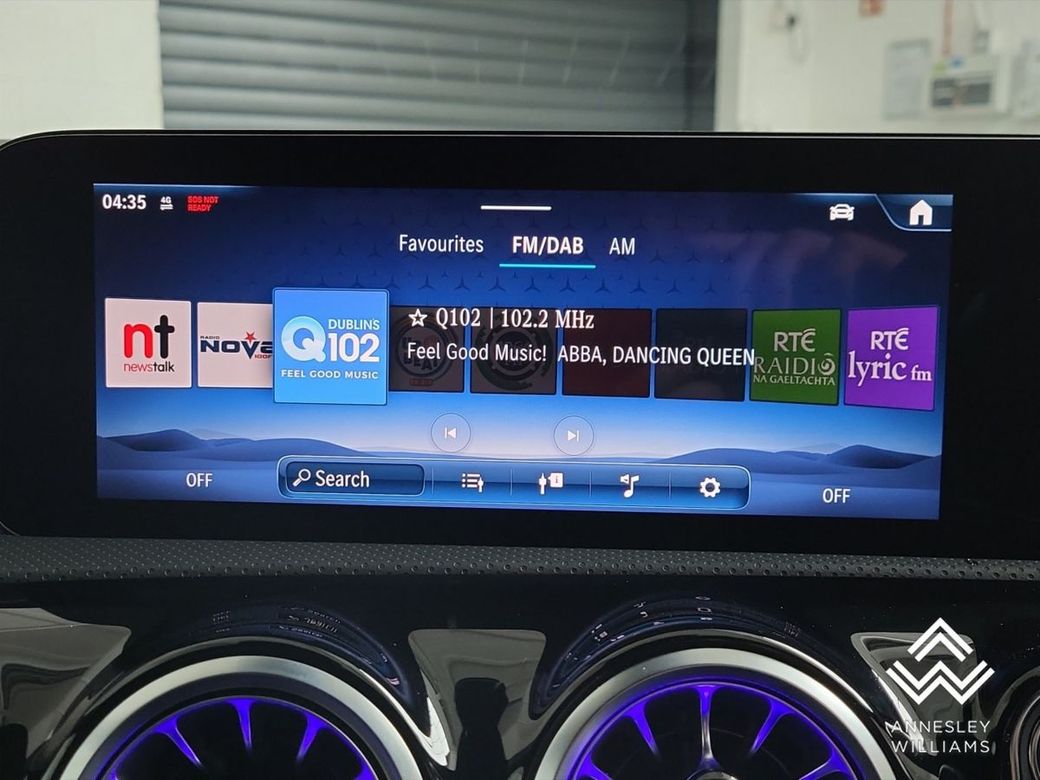 04:35 4G SOS NOT READY
Favourites FM/DAB AM
nt newstalk
RADIO NOVA 100FM
DUBLIN'S Q102 FEEL GOOD MUSIC
Q102 | 102.2 MHz
Feel Good Music! ABBA, DANCING QUEEN
RTÉ RAIDIÓ NA GAELTACHTA
RTÉ lyric fm
OFF
Search
OFF
ANNESLEY
WILLIAMS